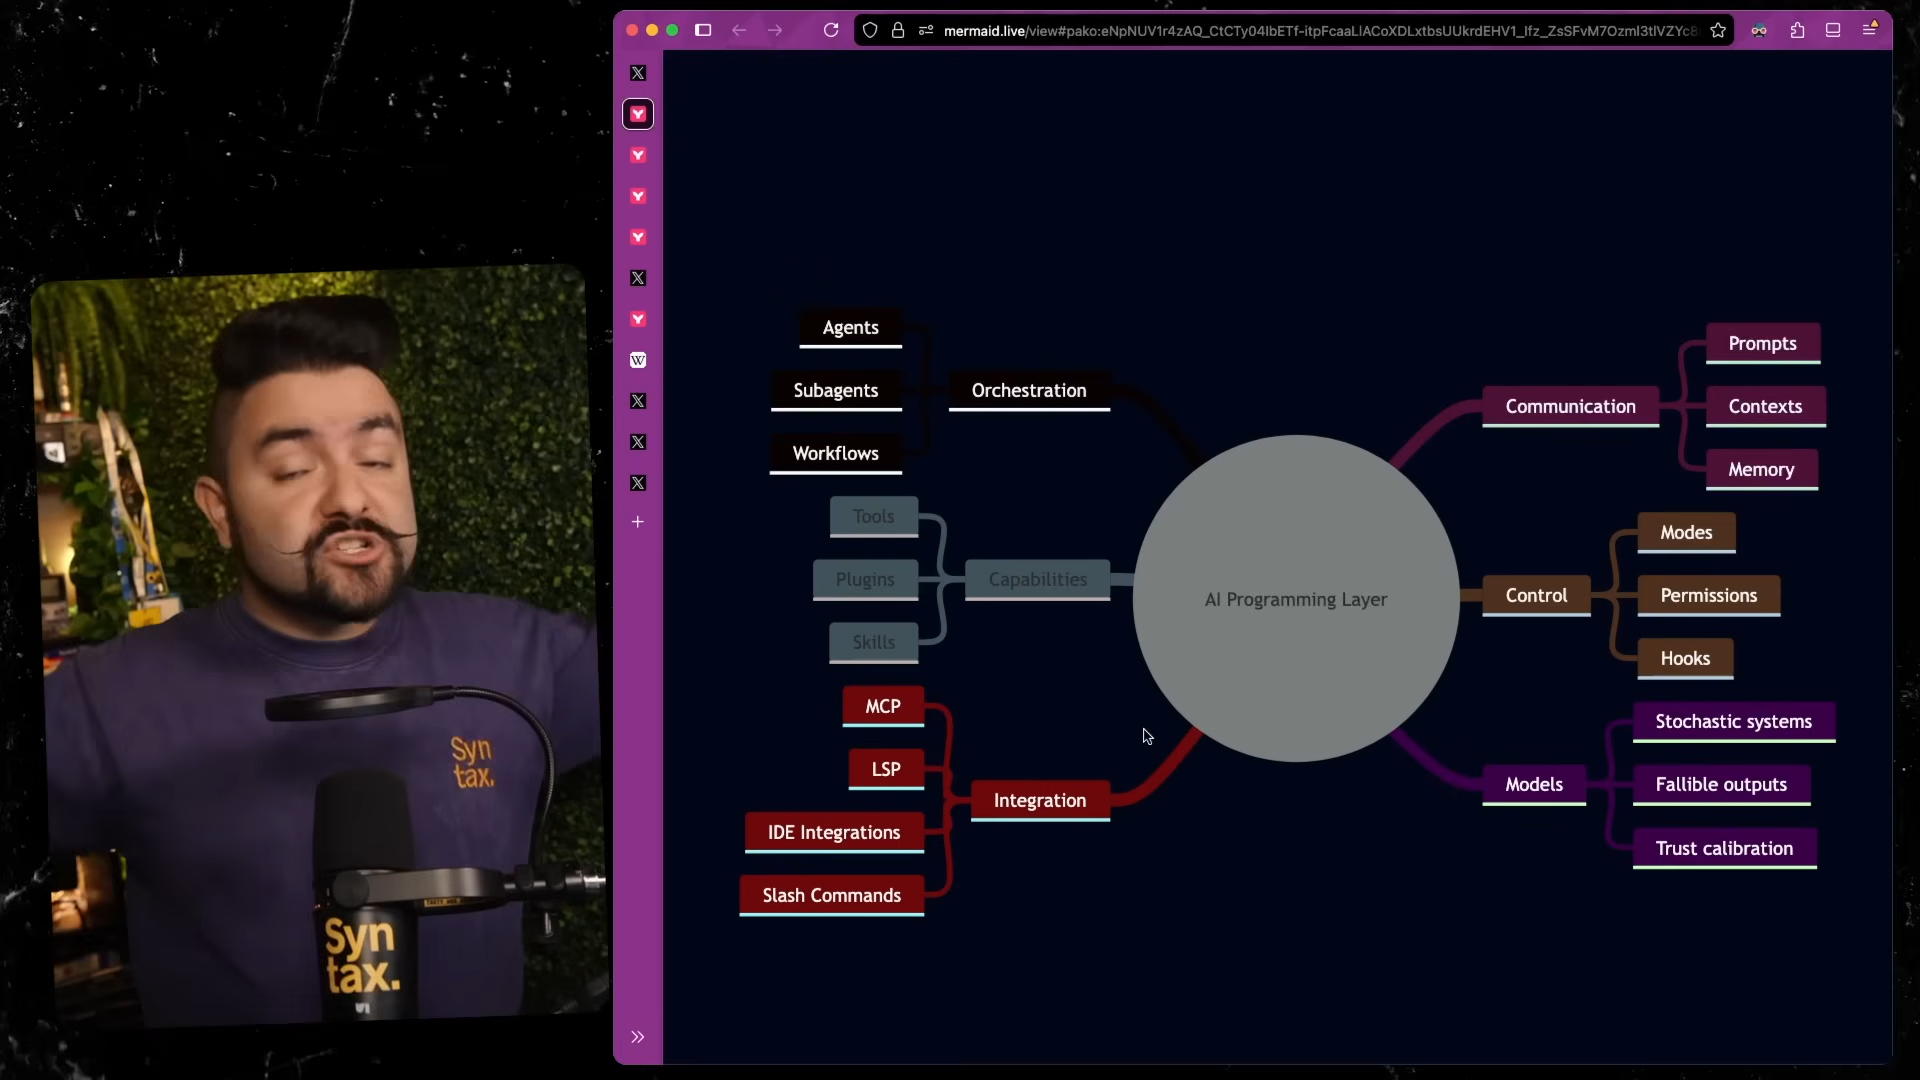 mermaid.live/view#pako:eNpNUV1r4zAQ_CtCTy04IbETf-itpFcaaLlACoXDLxtbsUUukrdEHV1_Ifz_ZsSFvM7Ozml3tlVZYc8
Agents
Subagents
Workflows
Orchestration
Tools
Plugins
Skills
Capabilities
MCP
LSP
IDE Integrations
Slash Commands
Integration
AI Programming Layer
Communication
Prompts
Contexts
Memory
Control
Modes
Permissions
Hooks
Models
Stochastic systems
Fallible outputs
Trust calibration
Syn
tax.
Syn
tax.